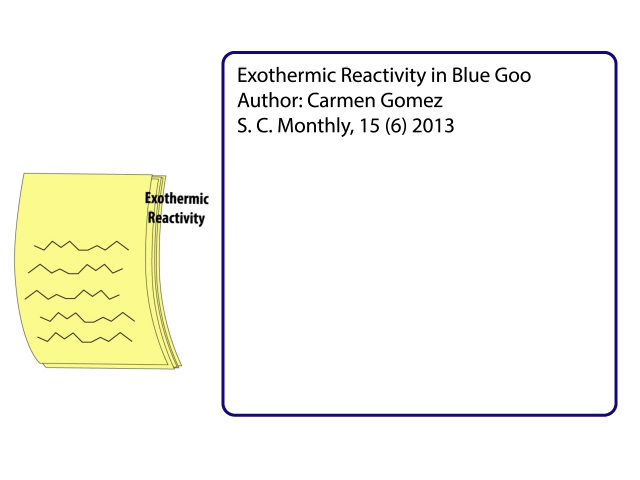 Exothermic Reactivity in Blue Goo
Author: Carmen Gomez
S. C. Monthly, 15 (6) 2013
Exothermic
Reactivity